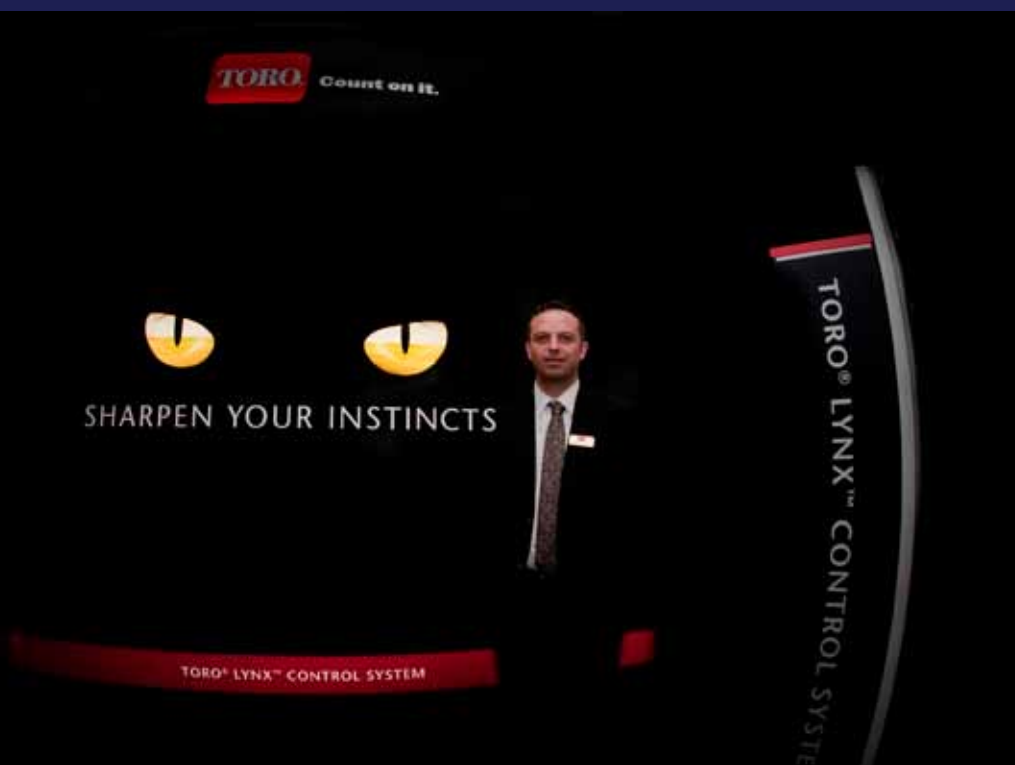 TORO. Count on it.
SHARPEN YOUR INSTINCTS
TORO® LYNX™ CONTROL SYSTEM
TORO® LYNX™ CONTROL SYSTE